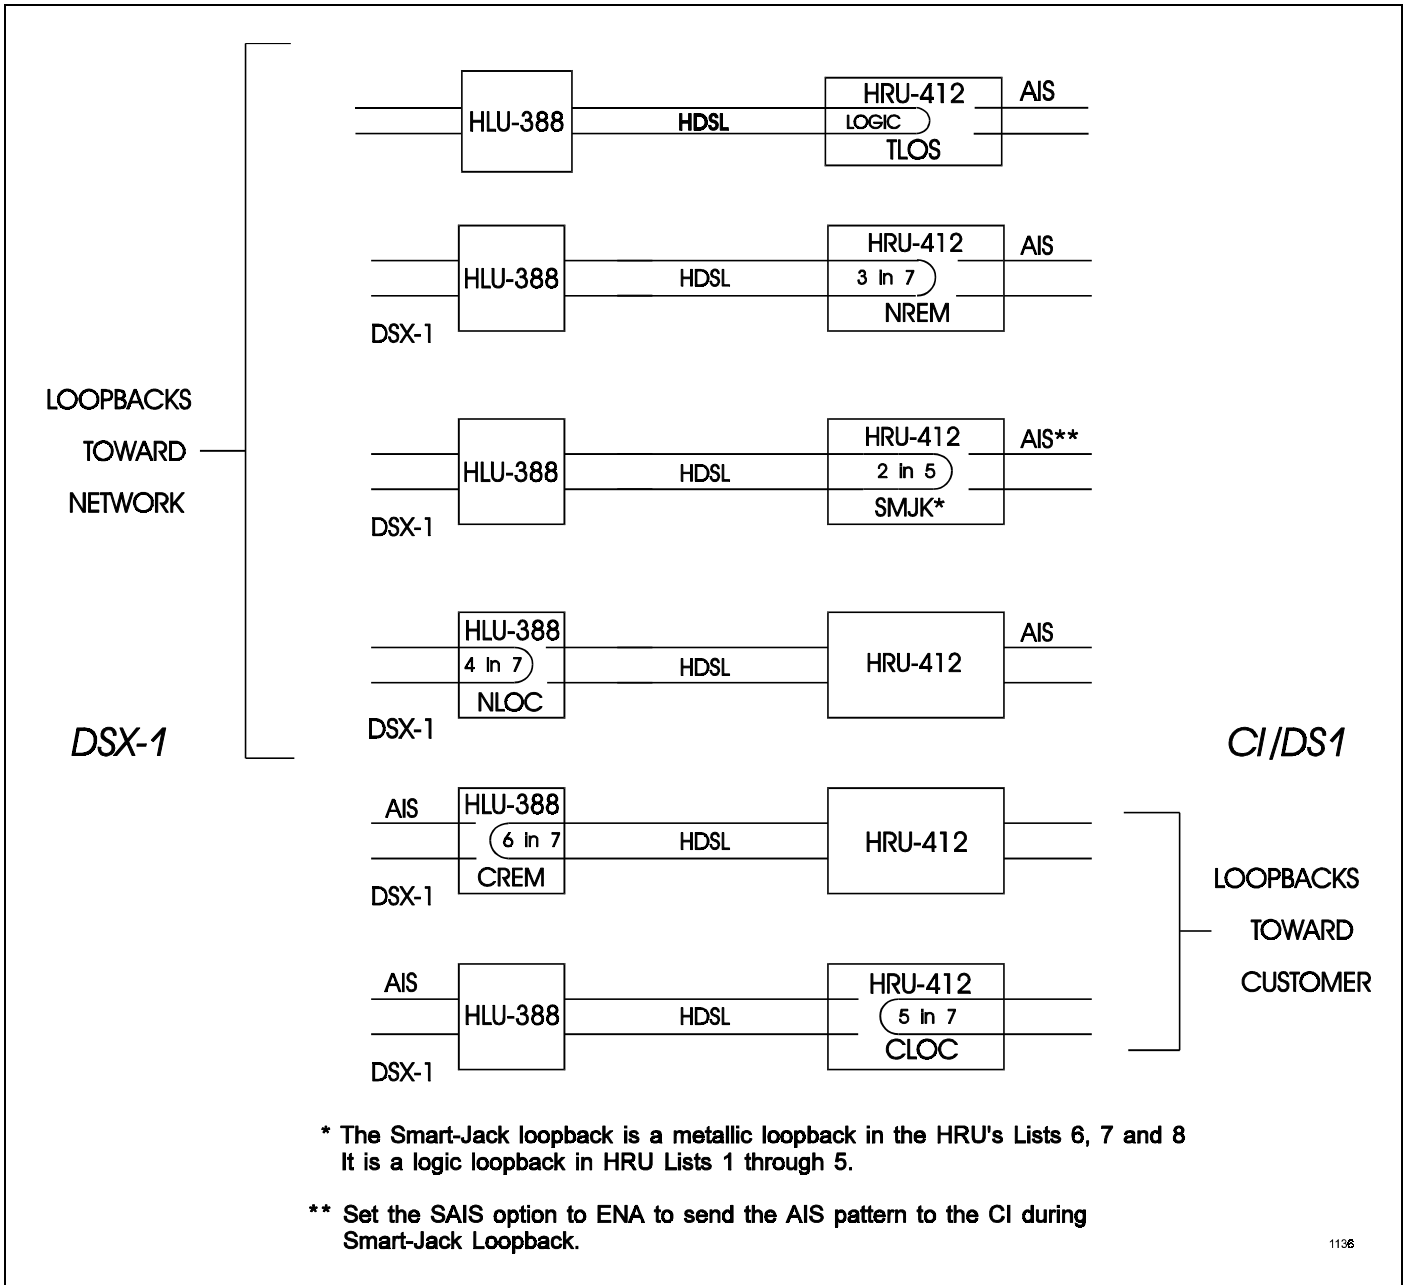 HLU-388
HDSL
HRU-412
LOGIC
TLOS
AIS
HLU-388
HDSL
HRU-412
3 in 7
NREM
AIS
DSX-1
LOOPBACKS
TOWARD
NETWORK
HLU-388
HDSL
HRU-412
2 in 5
SMJK*
AIS**
DSX-1
HLU-388
4 in 7
NLOC
HDSL
HRU-412
AIS
DSX-1
DSX-1
CI/DS1
AIS
HLU-388
6 in 7
CREM
HDSL
HRU-412
DSX-1
LOOPBACKS
TOWARD
CUSTOMER
AIS
HLU-388
HDSL
HRU-412
5 in 7
CLOC
DSX-1
* The Smart-Jack loopback is a metallic loopback in the HRU's Lists 6, 7 and 8
It is a logic loopback in HRU Lists 1 through 5.
** Set the SAIS option to ENA to send the AIS pattern to the CI during
Smart-Jack Loopback.
1136